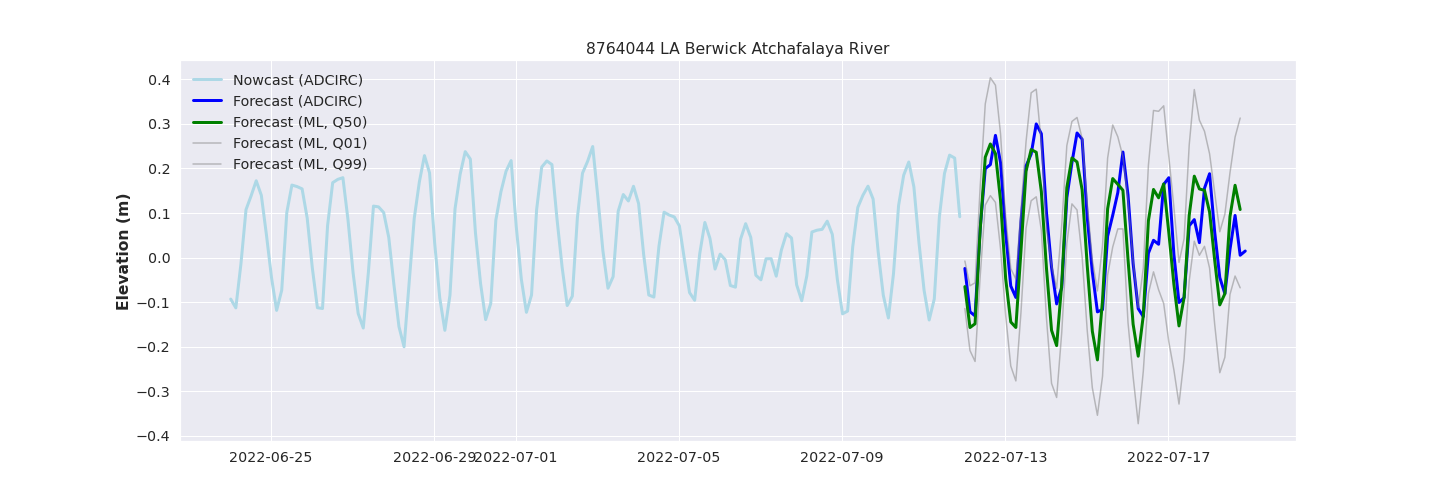 8764044 LA Berwick Atchafalaya River
Nowcast (ADCIRC)
Forecast (ADCIRC)
Forecast (ML, Q50)
Forecast (ML, Q01)
Forecast (ML, Q99)
Elevation (m)
0.4
0.3
0.2
0.1
0.0
−0.1
−0.2
−0.3
−0.4
2022-06-25 2022-06-29 2022-07-01 2022-07-05 2022-07-09 2022-07-13 2022-07-17